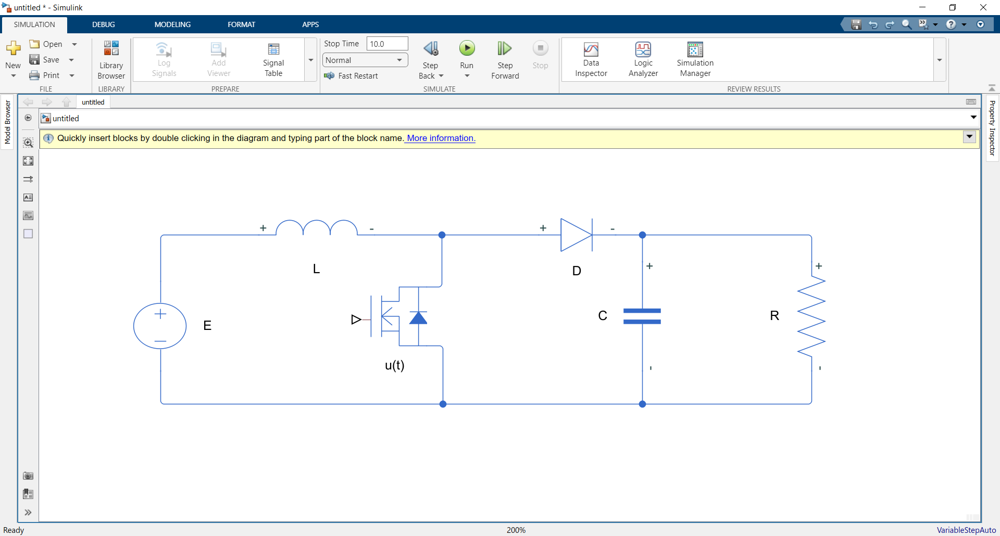 untitled * - Simulink
SIMULATION DEBUG MODELING FORMAT APPS
New
Open
Save
Print
FILE
Library
Browser
LIBRARY
Log
Signals
Add
Viewer
Signal
Table
PREPARE
Stop Time 10.0
Normal
Fast Restart
Step
Back
Run
Step
Forward
Stop
SIMULATE
Data
Inspector
Logic
Analyzer
Simulation
Manager
REVIEW RESULTS
Model Browser
untitled
untitled
Property Inspector
Quickly insert blocks by double clicking in the diagram and typing part of the block name. More information.
+ -
+ -
L
D
+
+
+
E
C
R
u(t)
-
-
Ready 200% VariableStepAuto